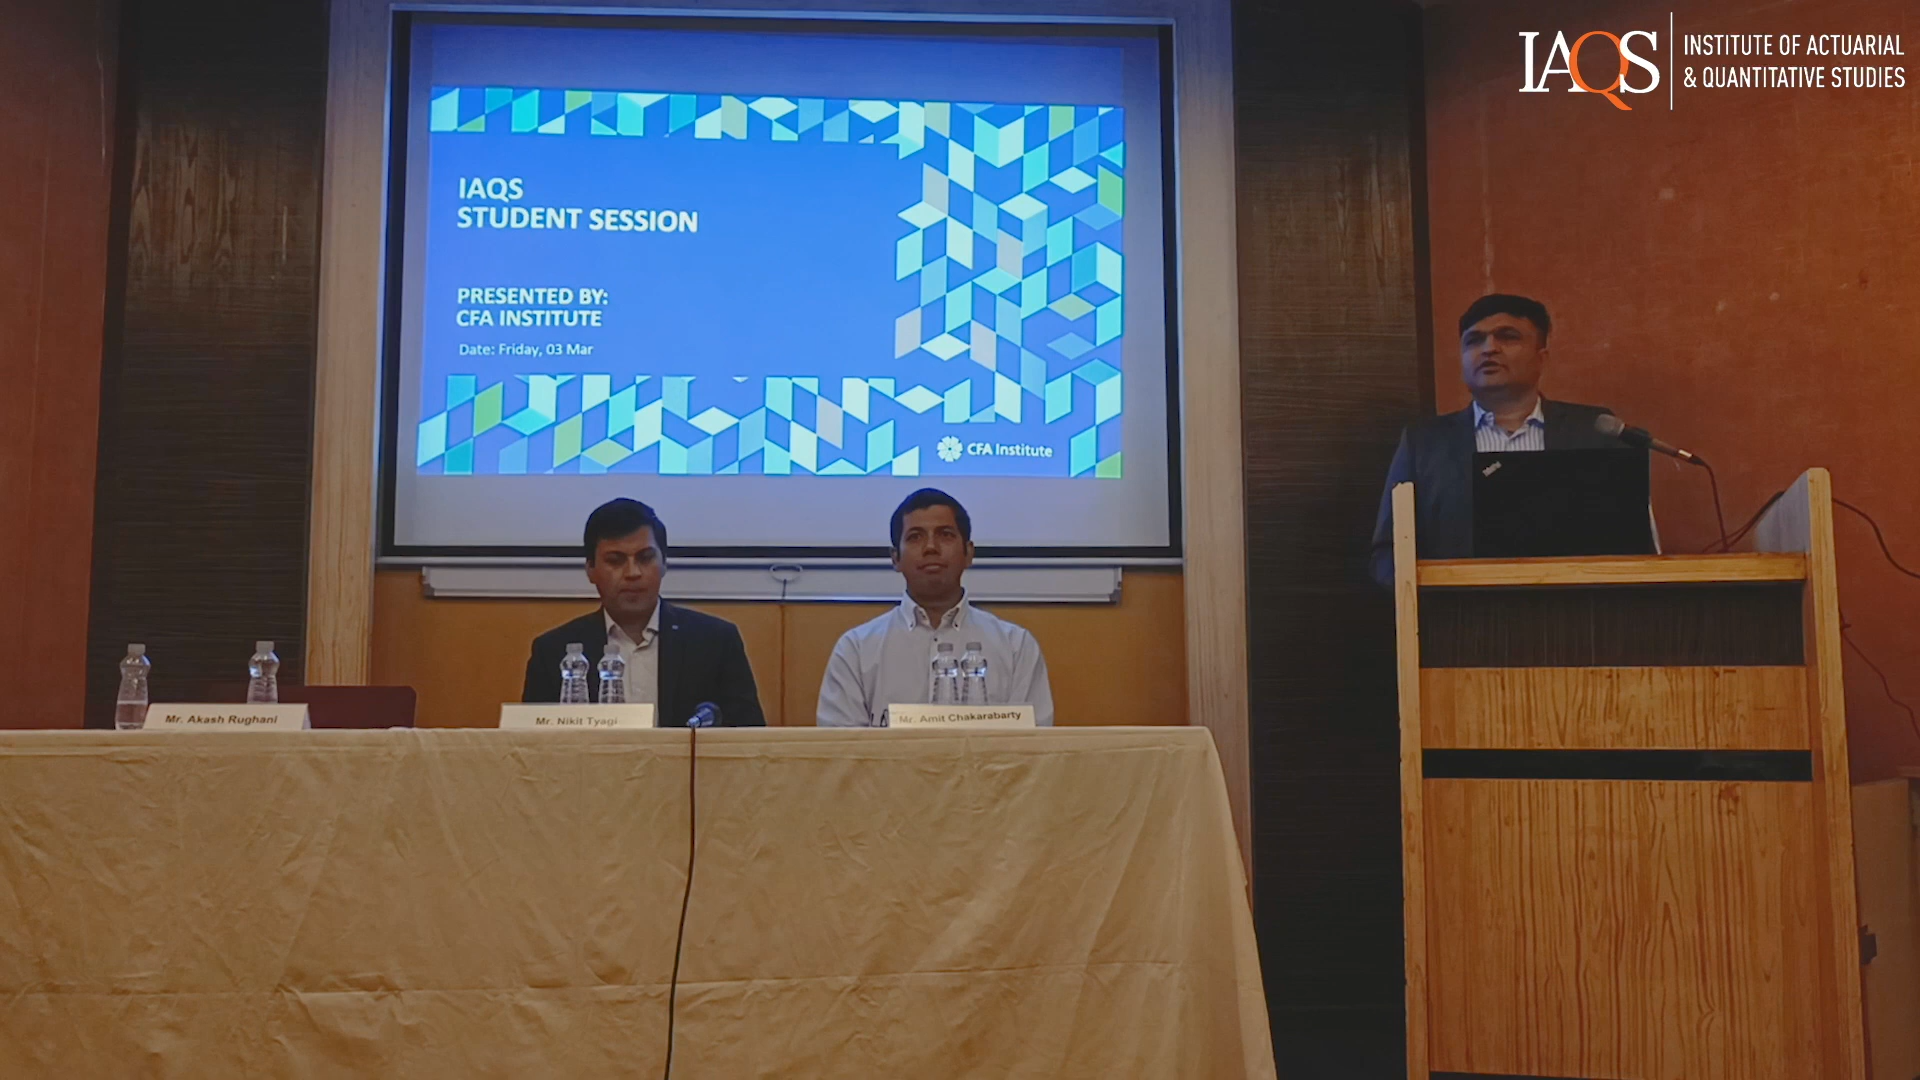 IAQS
INSTITUTE OF ACTUARIAL
& QUANTITATIVE STUDIES
IAQS
STUDENT SESSION
PRESENTED BY:
CFA INSTITUTE
Date: Friday, 03 Mar
CFA Institute
Mr. Akash Rughani
Mr. Nikit Tyagi
Mr. Amit Chakarabarty